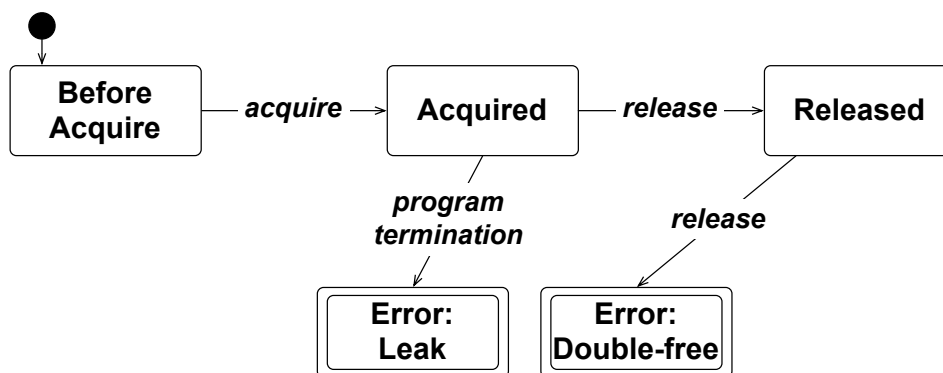 Before
Acquire
acquire
Acquired
release
Released
program
termination
release
Error:
Leak
Error:
Double-free